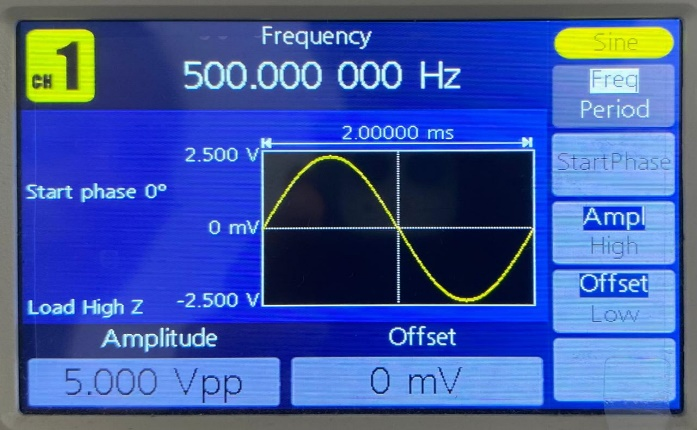 CH 1
Frequency
500.000 000 Hz
Sine
Freq
Period
StartPhase
Ampl
High
Offset
Low
2.00000 ms
2.500 V
Start phase 0°
0 mV
Load High Z
-2.500 V
Amplitude
Offset
5.000 Vpp
0 mV